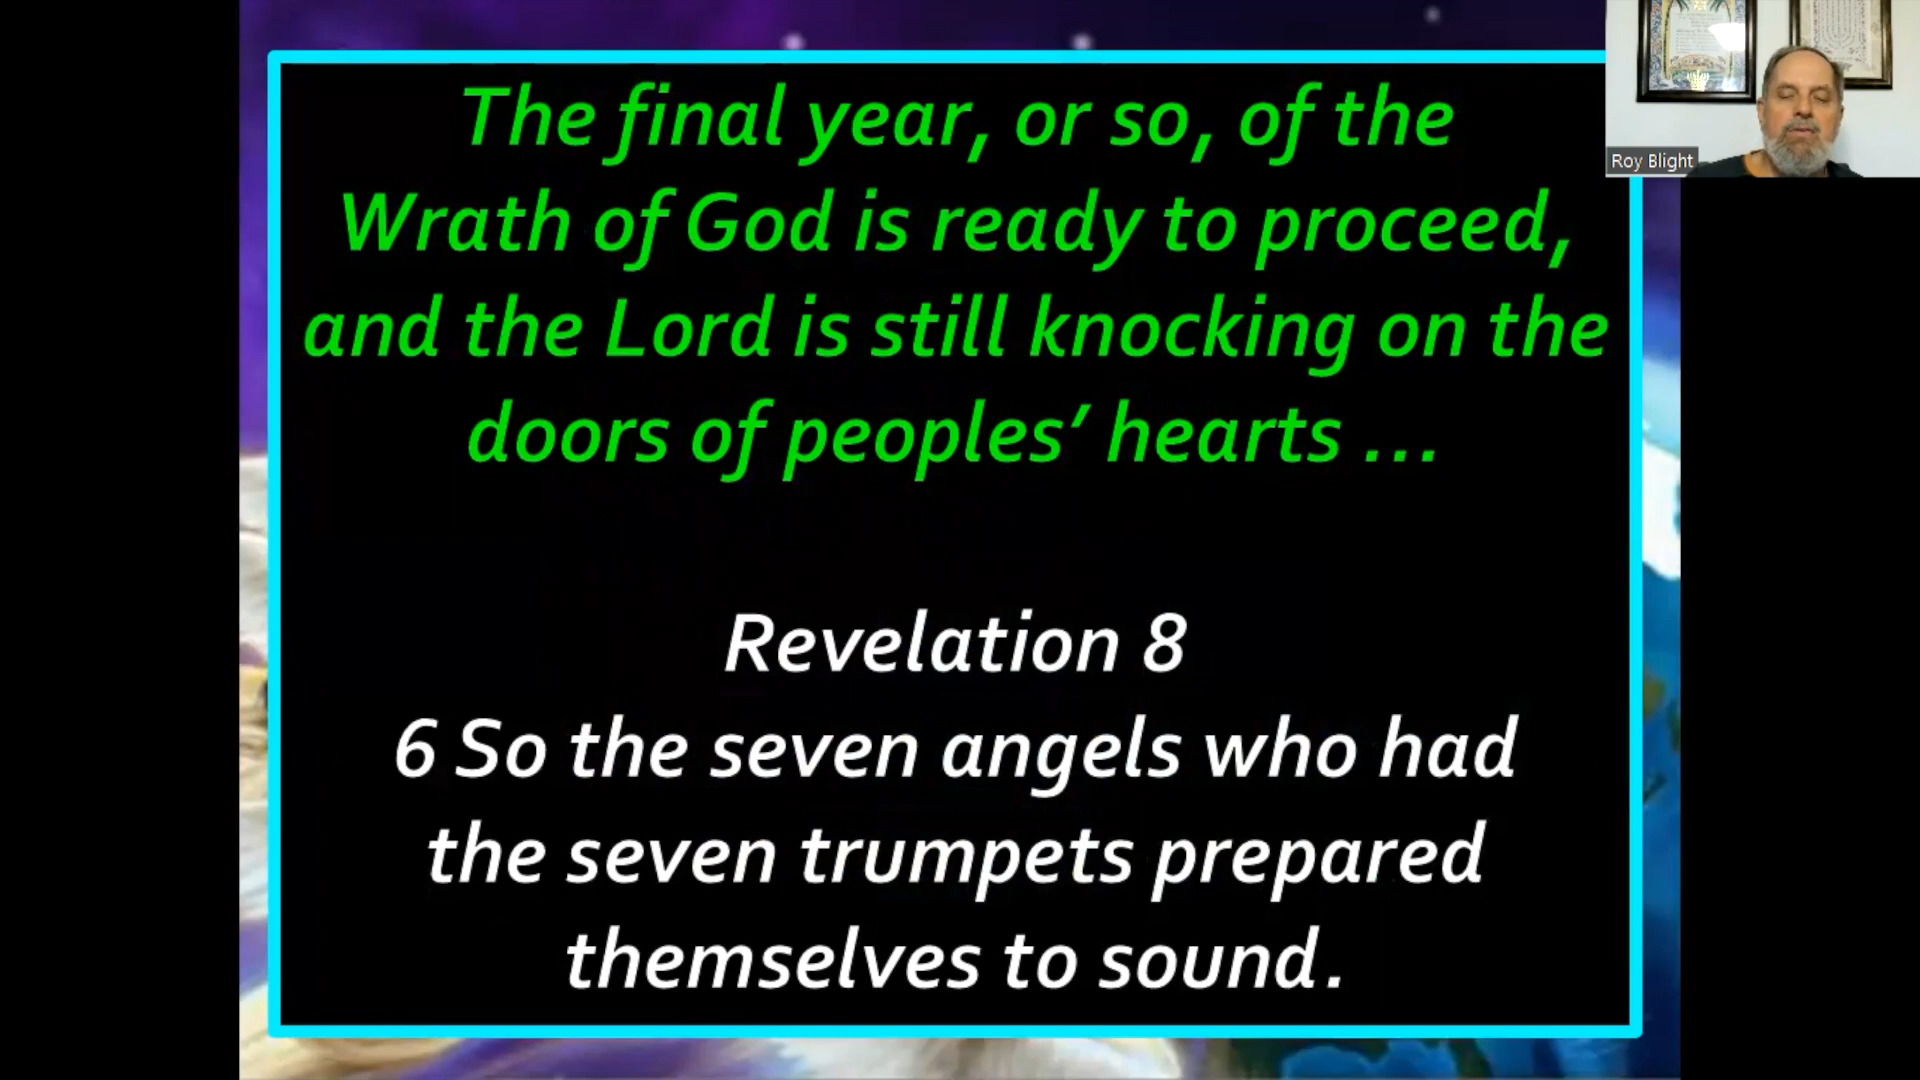 The final year, or so, of the
Wrath of God is ready to proceed,
and the Lord is still knocking on the
doors of peoples’ hearts ...
Revelation 8
6 So the seven angels who had
the seven trumpets prepared
themselves to sound.
Roy Blight